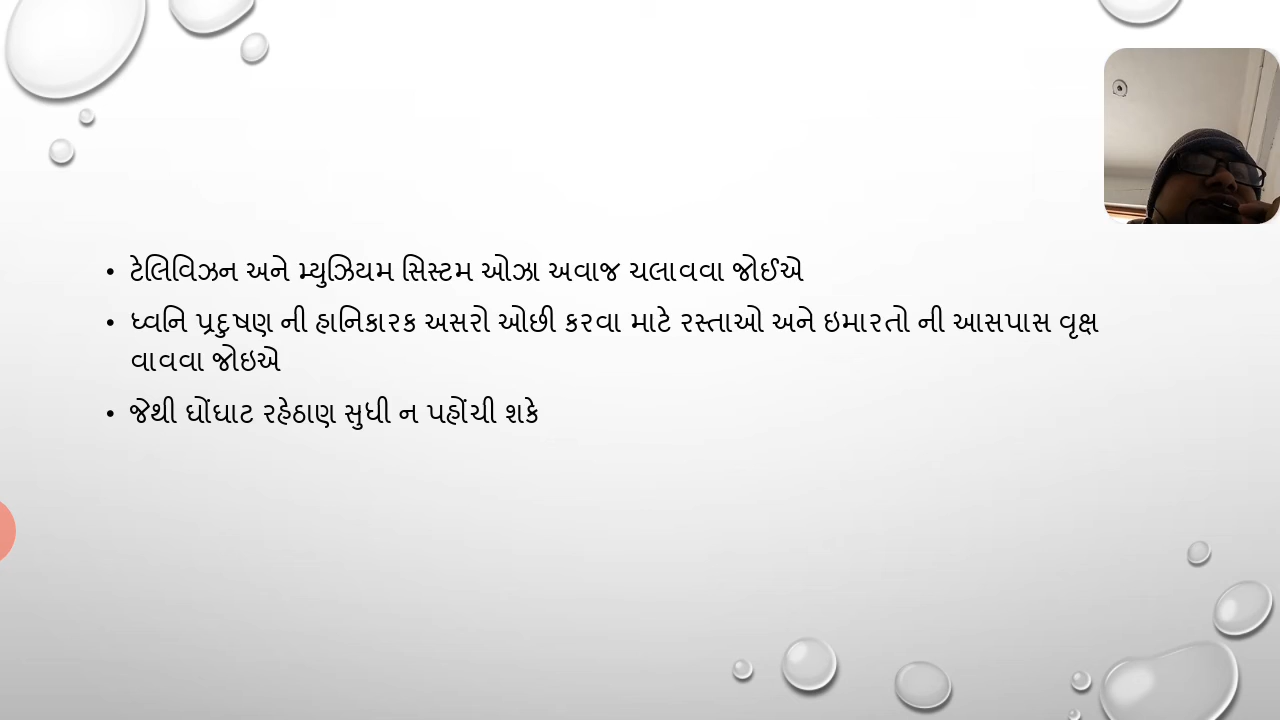 • ટેલિવિઝન અને મ્યુઝિયમ સિસ્ટમ ઓઝા અવાજ ચલાવવા જોઈએ
• ધ્વનિ પ્રદુષણ ની હાનિકારક અસરો ઓછી કરવા માટે રસ્તાઓ અને ઇમારતો ની આસપાસ વૃક્ષ
વાવવા જોઇએ
• જેથી ઘોંઘાટ રહેઠાણ સુધી ન પહોંચી શકે